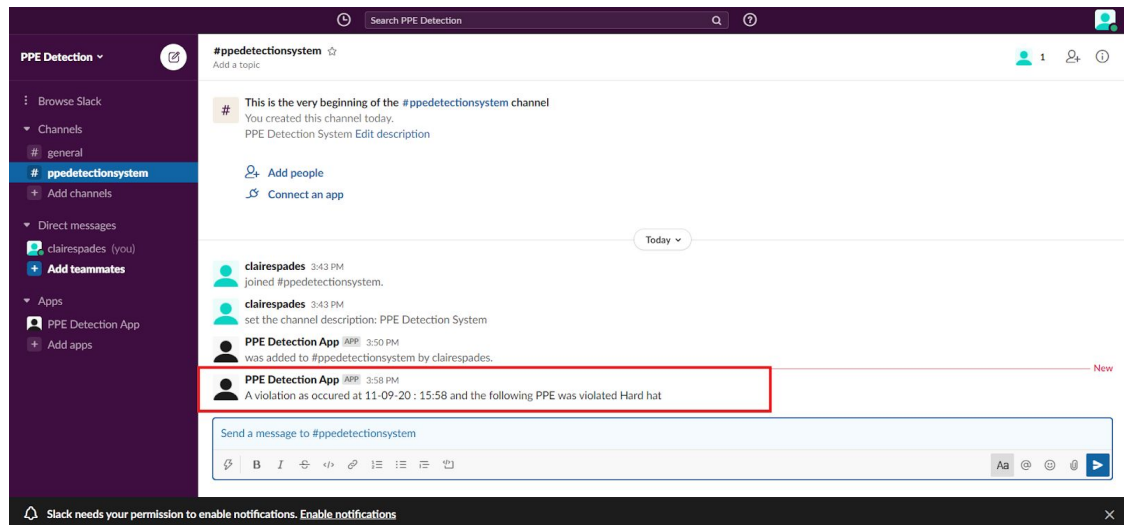 Search PPE Detection
PPE Detection
#ppedetectionsystem
Add a topic
1
Browse Slack
Channels
# general
# ppedetectionsystem
+ Add channels
Direct messages
clairespades (you)
+ Add teammates
Apps
PPE Detection App
+ Add apps
# This is the very beginning of the #ppedetectionsystem channel
You created this channel today.
PPE Detection System Edit description
Add people
Connect an app
Today
clairespades 3:43 PM
joined #ppedetectionsystem.
clairespades 3:43 PM
set the channel description: PPE Detection System
PPE Detection App APP 3:50 PM
was added to #ppedetectionsystem by clairespades.
New
PPE Detection App APP 3:58 PM
A violation as occured at 11-09-20 : 15:58 and the following PPE was violated Hard hat
Send a message to #ppedetectionsystem
B I S </> Aa @
Slack needs your permission to enable notifications. Enable notifications